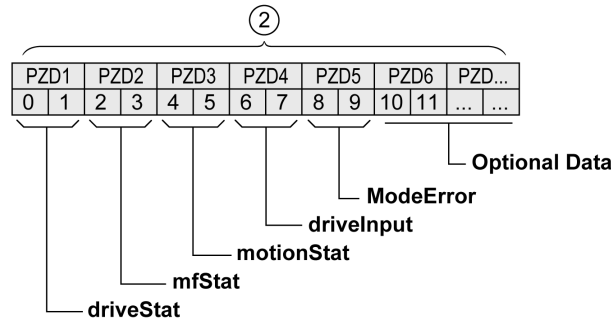 2
PZD1 PZD2 PZD3 PZD4 PZD5 PZD6 PZD...
0 1 2 3 4 5 6 7 8 9 10 11 ... ...
Optional Data
ModeError
driveInput
motionStat
mfStat
driveStat